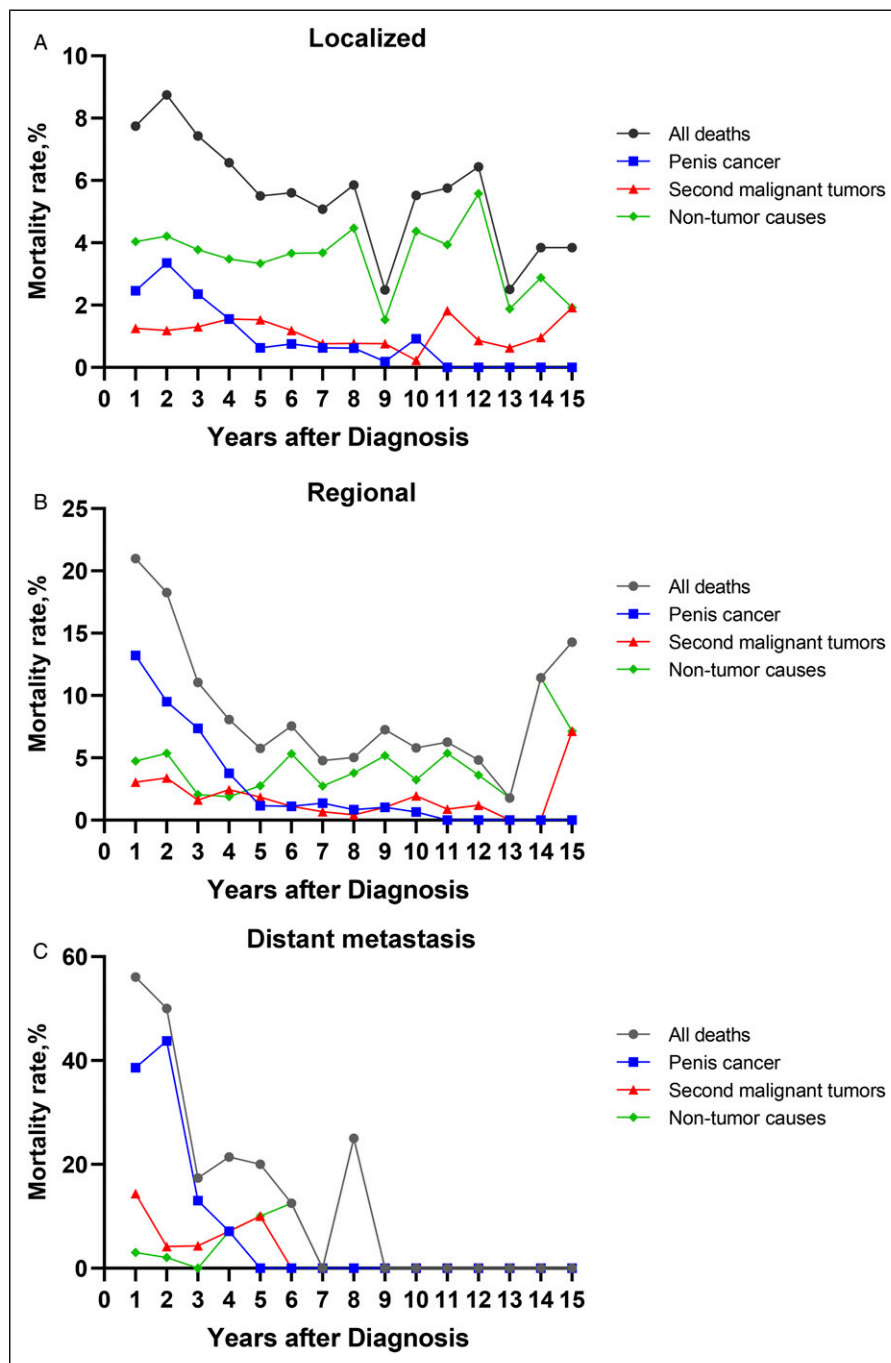 A
Localized
10
8
6
4
2
0
Mortality rate,%
0 1 2 3 4 5 6 7 8 9 10 11 12 13 14 15
Years after Diagnosis
All deaths
Penis cancer
Second malignant tumors
Non-tumor causes
B
Regional
25
20
15
10
5
0
Mortality rate,%
0 1 2 3 4 5 6 7 8 9 10 11 12 13 14 15
Years after Diagnosis
All deaths
Penis cancer
Second malignant tumors
Non-tumor causes
C
Distant metastasis
60
40
20
0
Mortality rate,%
0 1 2 3 4 5 6 7 8 9 10 11 12 13 14 15
Years after Diagnosis
All deaths
Penis cancer
Second malignant tumors
Non-tumor causes